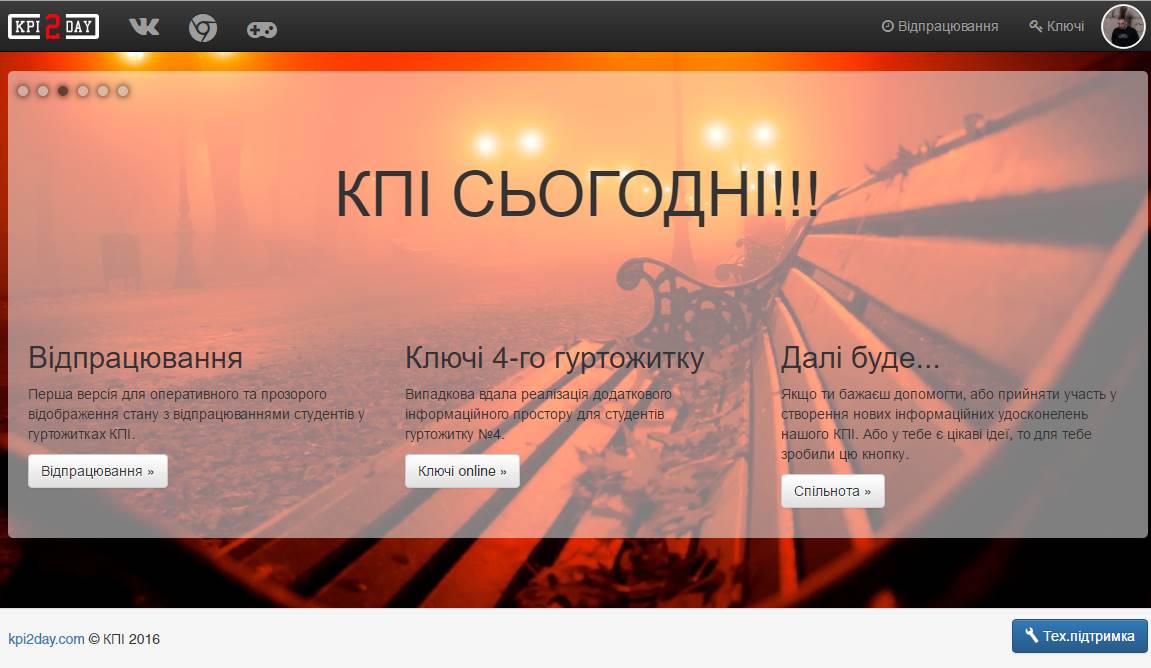 KPI 2 DAY
Відпрацювання
Ключі
КПІ СЬОГОДНІ!!!
Відпрацювання
Перша версія для оперативного та прозорого
відображення стану з відпрацюваннями студентів у
гуртожитках КПІ.
Відпрацювання »
Ключі 4-го гуртожитку
Випадкова вдала реалізація додаткового
інформаційного простору для студентів
гуртожитку №4.
Ключі online »
Далі буде...
Якщо ти бажаєш допомогти, або прийняти участь у
створення нових інформаційних удосконелень
нашого КПІ. Або у тебе є цікаві ідеї, то для тебе
зробили цю кнопку.
Спільнота »
kpi2day.com © КПІ 2016
Тех.підтримка